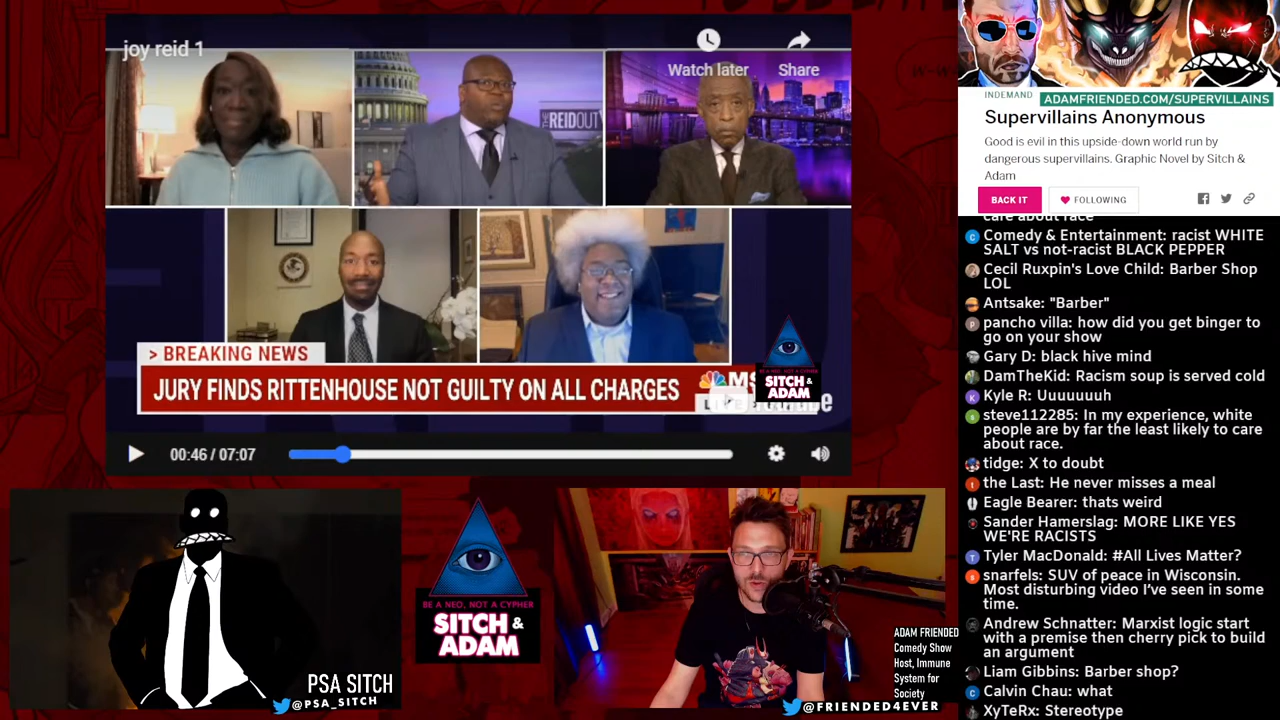 joy reid 1
Watch later
Share
THE REIDOUT
> BREAKING NEWS
JURY FINDS RITTENHOUSE NOT GUILTY ON ALL CHARGES
BE A NEO, NOT A CYPHER
SITCH &
ADAM
00:46 / 07:07
BE A NEO, NOT A CYPHER
SITCH &
ADAM
PSA SITCH
@PSA_SITCH
ADAM FRIENDED
Comedy Show
Host, Immune
System for
Society
@FRIENDED4EVER
INDEMAND
ADAMFRIENDED.COM/SUPERVILLAINS
Supervillains Anonymous
Good is evil in this upside-down world run by
dangerous supervillains. Graphic Novel by Sitch &
Adam
BACK IT
FOLLOWING
care about race
Comedy & Entertainment: racist WHITE
SALT vs not-racist BLACK PEPPER
Cecil Ruxpin's Love Child: Barber Shop
LOL
Antsake: "Barber"
pancho villa: how did you get binger to
go on your show
Gary D: black hive mind
DamTheKid: Racism soup is served cold
Kyle R: Uuuuuuuh
steve112285: In my experience, white
people are by far the least likely to care
about race.
tidge: X to doubt
the Last: He never misses a meal
Eagle Bearer: thats weird
Sander Hamerslag: MORE LIKE YES
WE'RE RACISTS
Tyler MacDonald: #All Lives Matter?
snarfels: SUV of peace in Wisconsin.
Most disturbing video I've seen in some
time.
Andrew Schnatter: Marxist logic start
with a premise then cherry pick to build
an argument
Liam Gibbins: Barber shop?
Calvin Chau: what
XyTeRx: Stereotype